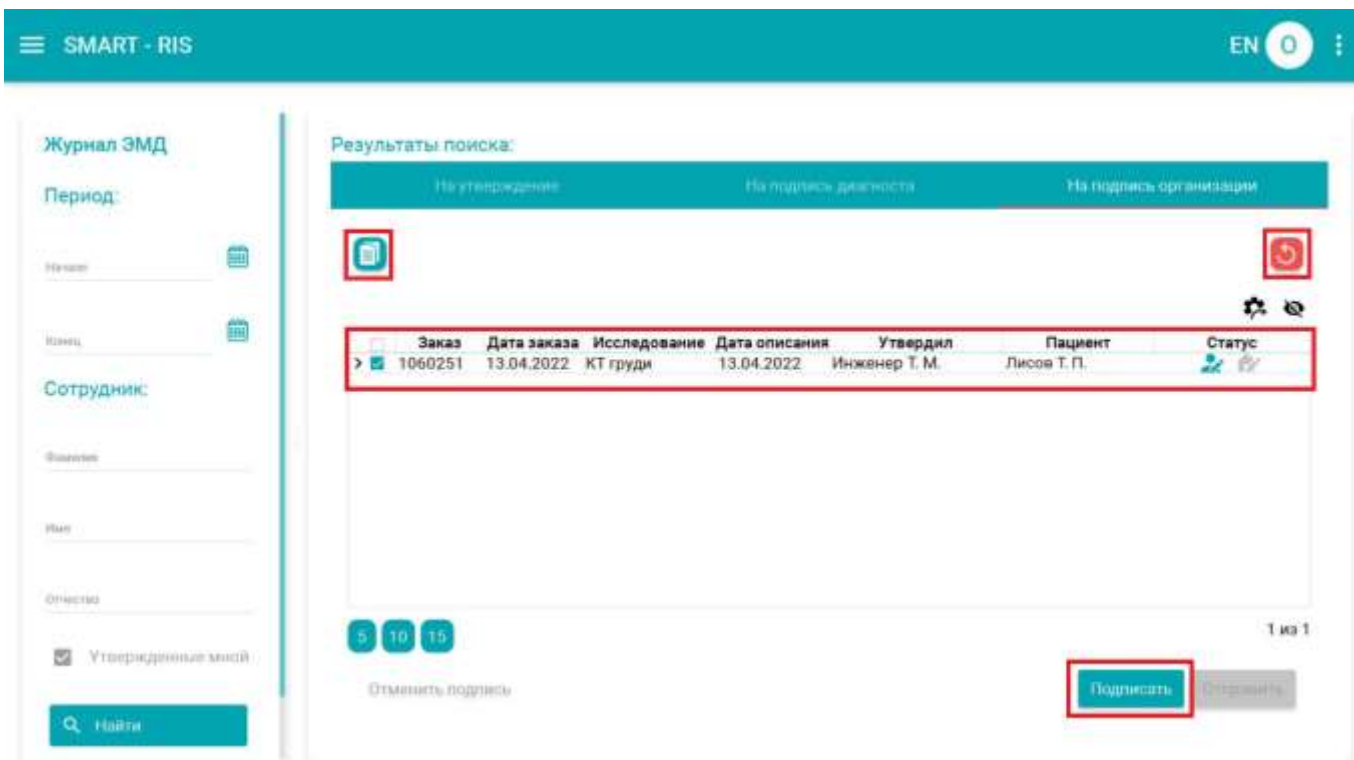 SMART - RIS
EN O
Журнал ЭМД
Период:
Начало
Конец
Сотрудник:
Фамилия
Имя
Отчество
Утвержденные мной
Найти
Результаты поиска:
На утверждение На подпись диагноста На подпись организации
Заказ Дата заказа Исследование Дата описания Утвердил Пациент Статус
1060251 13.04.2022 КТ груди 13.04.2022 Инженер Т. М. Лисов Т. П.
5 10 15
1 из 1
Отменить подпись
Подписать Отправить